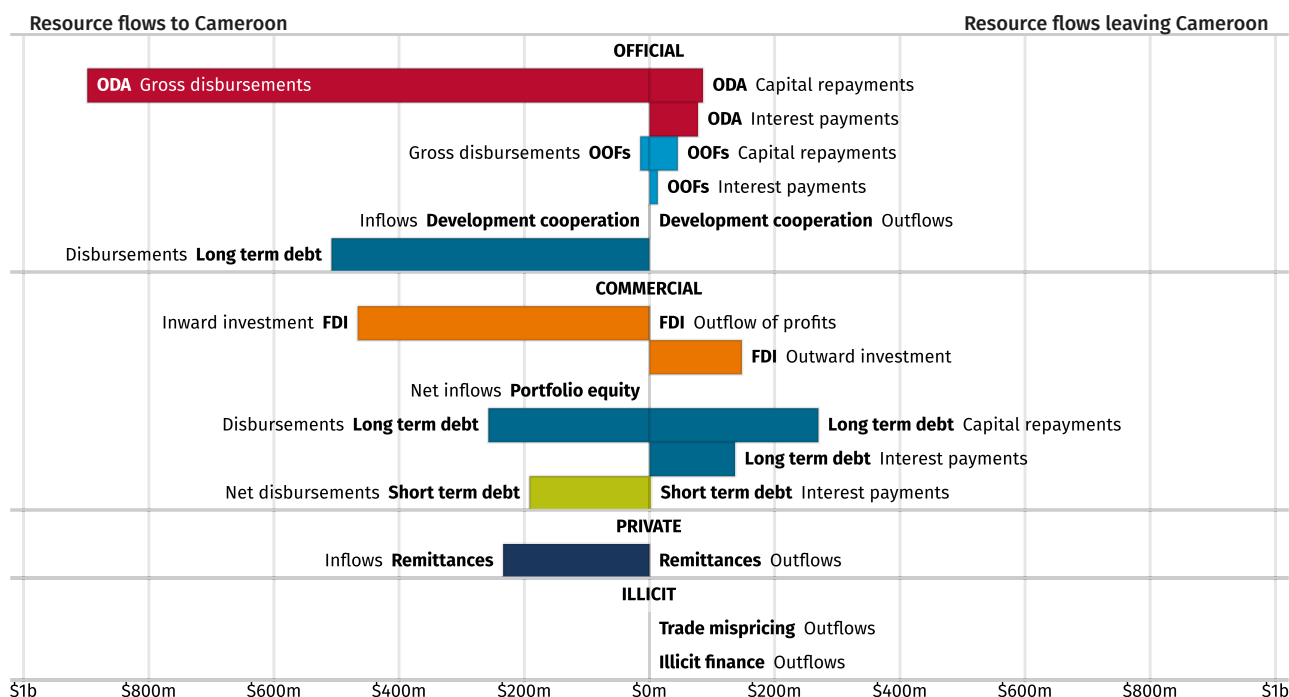 Resource flows to Cameroon Resource flows leaving Cameroon
OFFICIAL
ODA Gross disbursements ODA Capital repayments
ODA Interest payments
Gross disbursements OOFs OOFs Capital repayments
OOFs Interest payments
Inflows Development cooperation Development cooperation Outflows
Disbursements Long term debt
COMMERCIAL
Inward investment FDI FDI Outflow of profits
FDI Outward investment
Net inflows Portfolio equity
Disbursements Long term debt Long term debt Capital repayments
Long term debt Interest payments
Net disbursements Short term debt Short term debt Interest payments
PRIVATE
Inflows Remittances Remittances Outflows
ILLICIT
Trade mispricing Outflows
Illicit finance Outflows
$1b $800m $600m $400m $200m $0m $200m $400m $600m $800m $1b